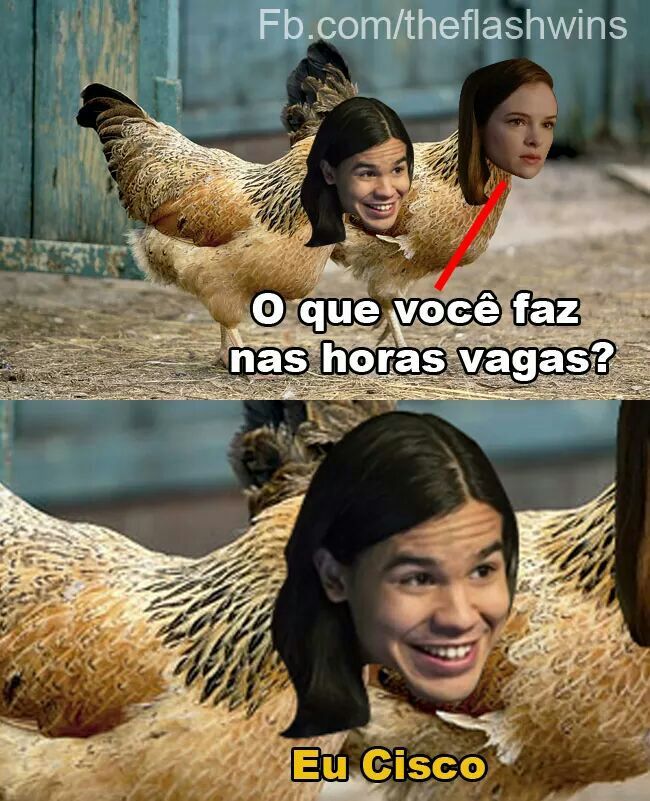 Fb.com/theflashwins
O que você faz
nas horas vagas?
Eu Cisco